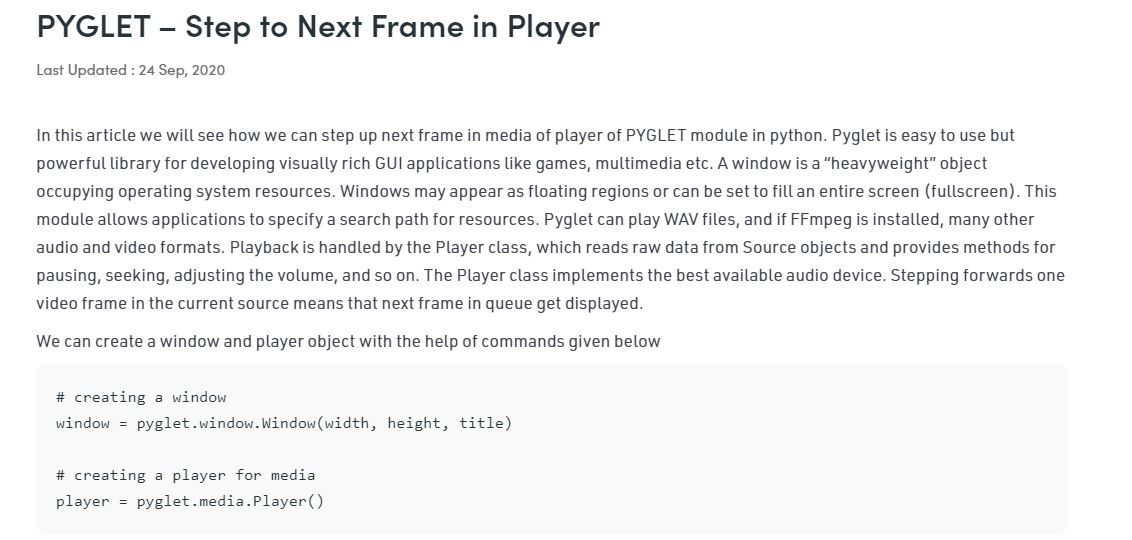 PYGLET – Step to Next Frame in Player
Last Updated : 24 Sep, 2020
In this article we will see how we can step up next frame in media of player of PYGLET module in python. Pyglet is easy to use but
powerful library for developing visually rich GUI applications like games, multimedia etc. A window is a “heavyweight” object
occupying operating system resources. Windows may appear as floating regions or can be set to fill an entire screen (fullscreen). This
module allows applications to specify a search path for resources. Pyglet can play WAV files, and if FFmpeg is installed, many other
audio and video formats. Playback is handled by the Player class, which reads raw data from Source objects and provides methods for
pausing, seeking, adjusting the volume, and so on. The Player class implements the best available audio device. Stepping forwards one
video frame in the current source means that next frame in queue get displayed.
We can create a window and player object with the help of commands given below
# creating a window
window = pyglet.window.Window(width, height, title)
# creating a player for media
player = pyglet.media.Player()